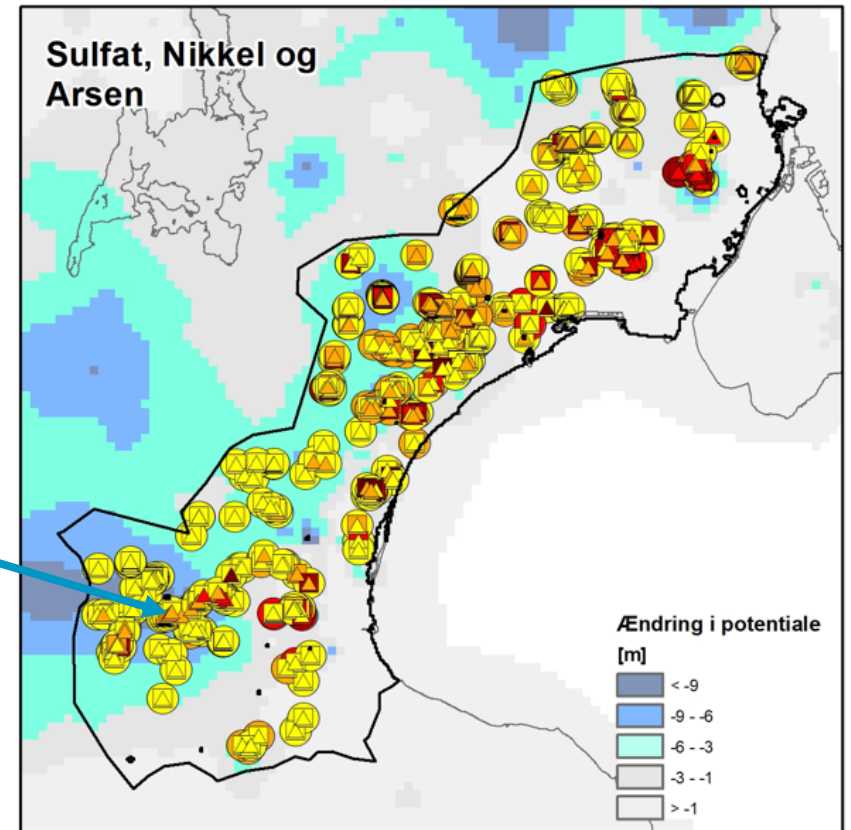 Sulfat, Nikkel og
Arsen
Ændring i potentiale
[m]
< -9
-9 - -6
-6 - -3
-3 - -1
> -1